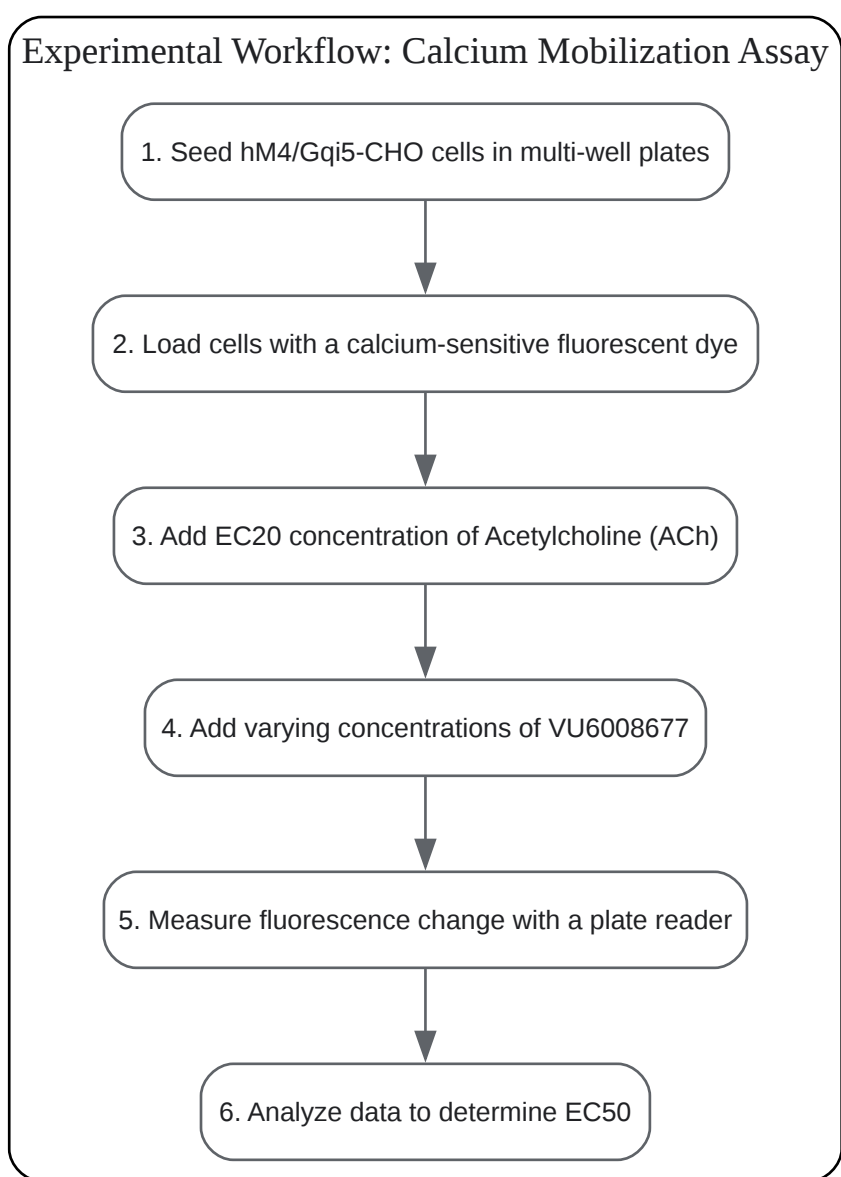 Experimental Workflow: Calcium Mobilization Assay
1. Seed hM4/Gqi5-CHO cells in multi-well plates
2. Load cells with a calcium-sensitive fluorescent dye
3. Add EC20 concentration of Acetylcholine (ACh)
4. Add varying concentrations of VU6008677
5. Measure fluorescence change with a plate reader
6. Analyze data to determine EC50